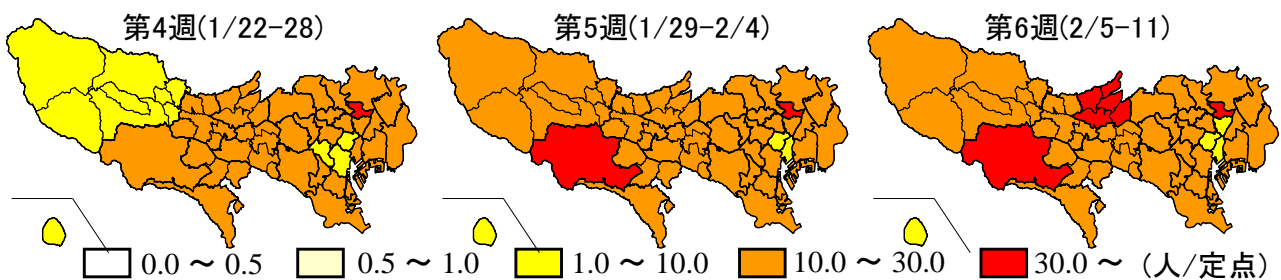 第4週(1/22-28)
第5週(1/29-2/4)
第6週(2/5-11)
0.0 ~ 0.5
0.5 ~ 1.0
1.0 ~ 10.0
10.0 ~ 30.0
30.0 ~ (人/定点)